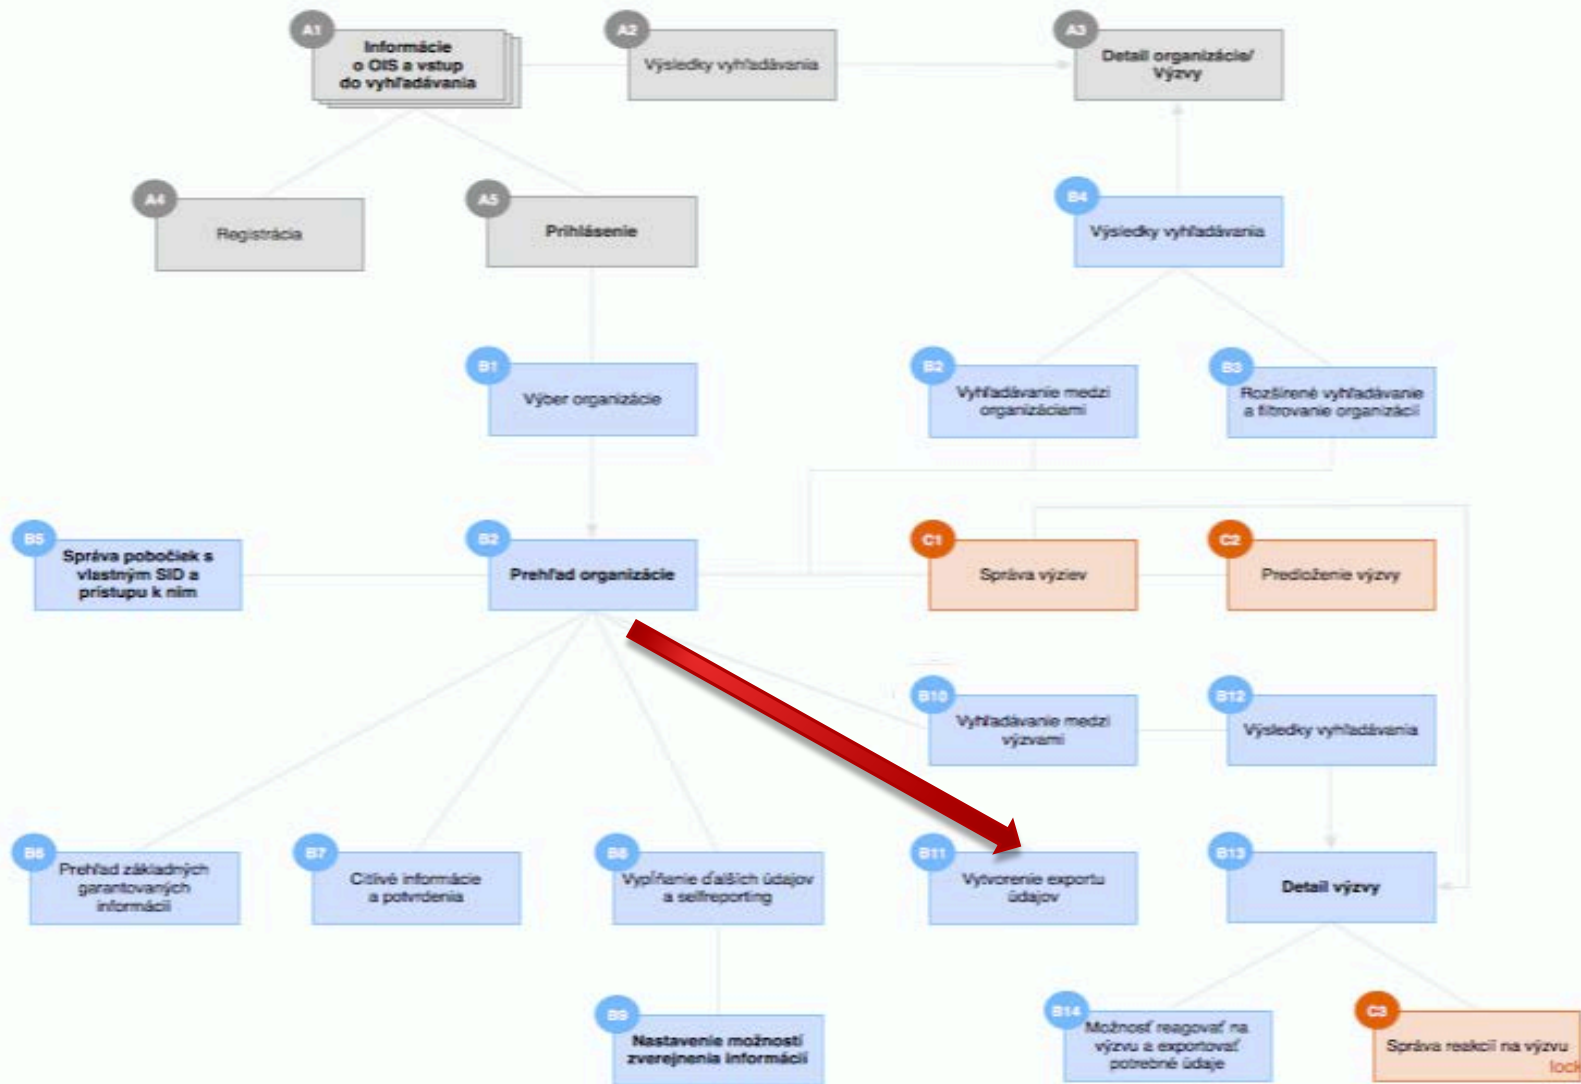 A1
Informácie
o OIS a vstup
do vyhľadávania
A2
Výsledky vyhľadávania
A3
Detail organizácie/
Výzvy
A4
Registrácia
A5
Prihlásenie
B4
Výsledky vyhľadávania
B1
Výber organizácie
B2
Vyhľadávanie medzi
organizáciami
B3
Rozšírené vyhľadávanie
a filtrovanie organizácií
B5
Správa pobočiek s
vlastným SID a
prístupu k nim
B2
Prehľad organizácie
C1
Správa výziev
C2
Predloženie výzvy
B10
Vyhľadávanie medzi
výzvami
B12
Výsledky vyhľadávania
B6
Prehľad základných
garantovaných
informácií
B7
Citlivé informácie
a potvrdenia
B8
Vypĺňanie ďalších údajov
a selfreporting
B11
Vytvorenie exportu
údajov
B13
Detail výzvy
B9
Nastavenie možností
zverejnenia informácií
B14
Možnosť reagovať na
výzvu a exportovať
potrebné údaje
C3
Správa reakcií na výzvu
lock